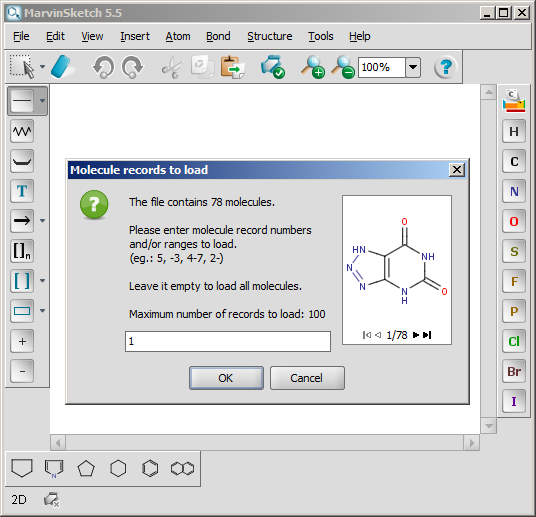 MarvinSketch 5.5
File Edit View Insert Atom Bond Structure Tools Help
100% ?
C
H
C
N
O
S
F
P
Cl
Br
I
T
[ ]n
[ ]
+
-
Molecule records to load
?
The file contains 78 molecules.
Please enter molecule record numbers
and/or ranges to load.
(eg.: 5, -3, 4-7, 2-)
Leave it empty to load all molecules.
Maximum number of records to load: 100
1
O
HN
NH
N
N
N
H
O
1/78
OK Cancel
N
2D